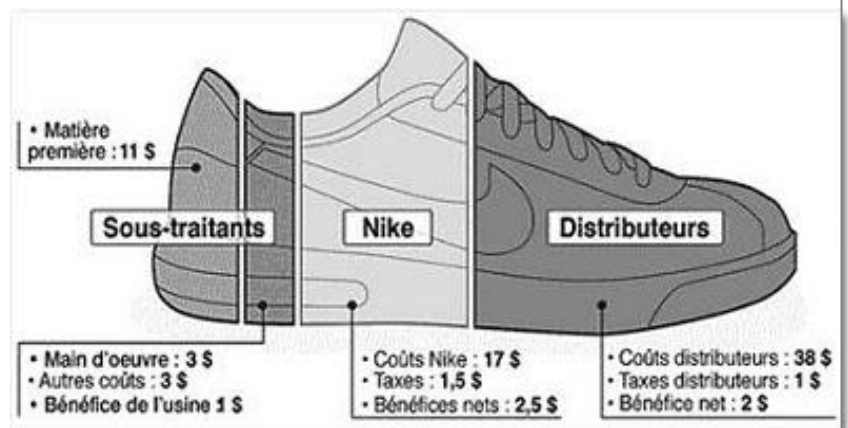 • Matière
première : 11 $
Sous-traitants
Nike
Distributeurs
• Main d'oeuvre : 3 $
• Autres coûts : 3 $
• Bénéfice de l'usine 1 $
• Coûts Nike : 17 $
• Taxes : 1,5 $
• Bénéfices nets : 2,5 $
• Coûts distributeurs : 38 $
• Taxes distributeurs : 1 $
• Bénéfice net : 2 $